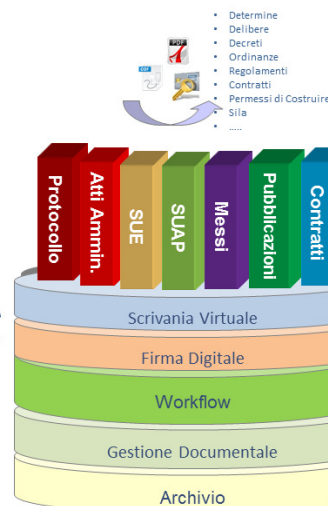 • Determine
• Delibere
• Decreti
• Ordinanze
• Regolamenti
• Contratti
• Permessi di Costruire
• Sila
• .....
PDF
Protocollo
Atti Ammin.
SUE
SUAP
Messi
Pubblicazioni
Contratti
Scrivania Virtuale
Firma Digitale
Workflow
Gestione Documentale
Archivio